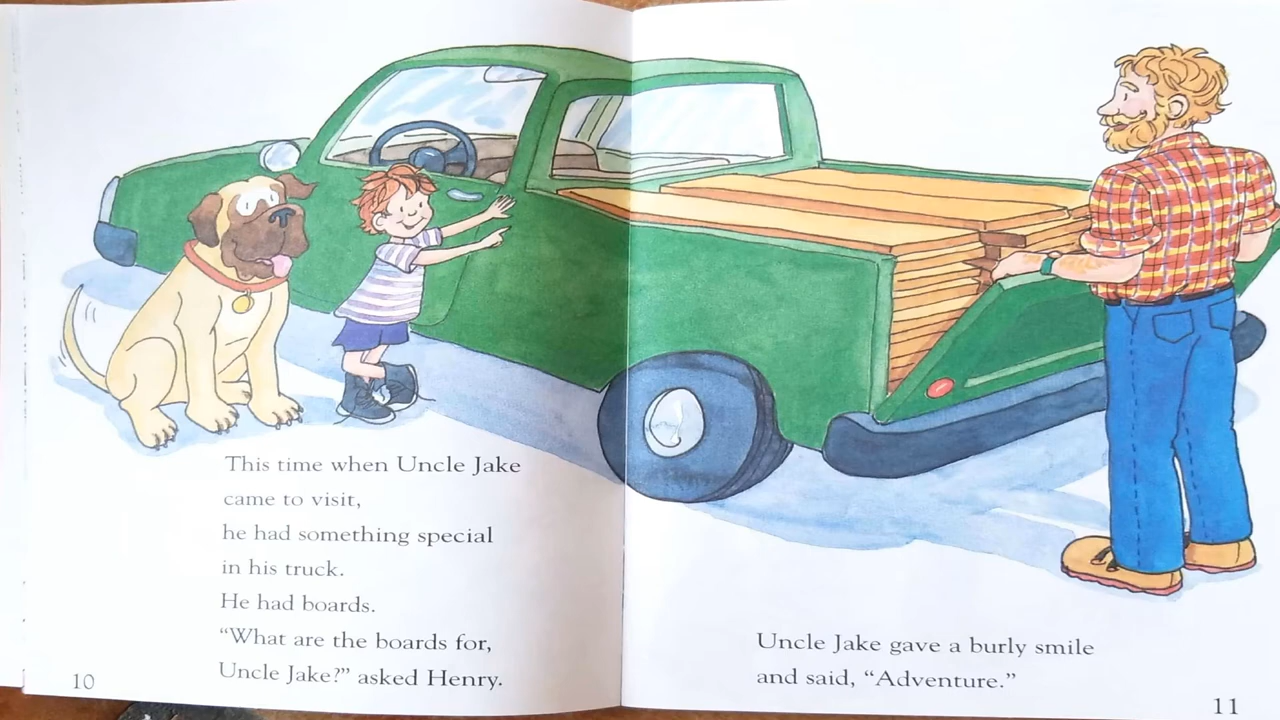 This time when Uncle Jake
came to visit,
he had something special
in his truck.
He had boards.
“What are the boards for,
Uncle Jake?” asked Henry.
10
Uncle Jake gave a burly smile
and said, “Adventure.”
11